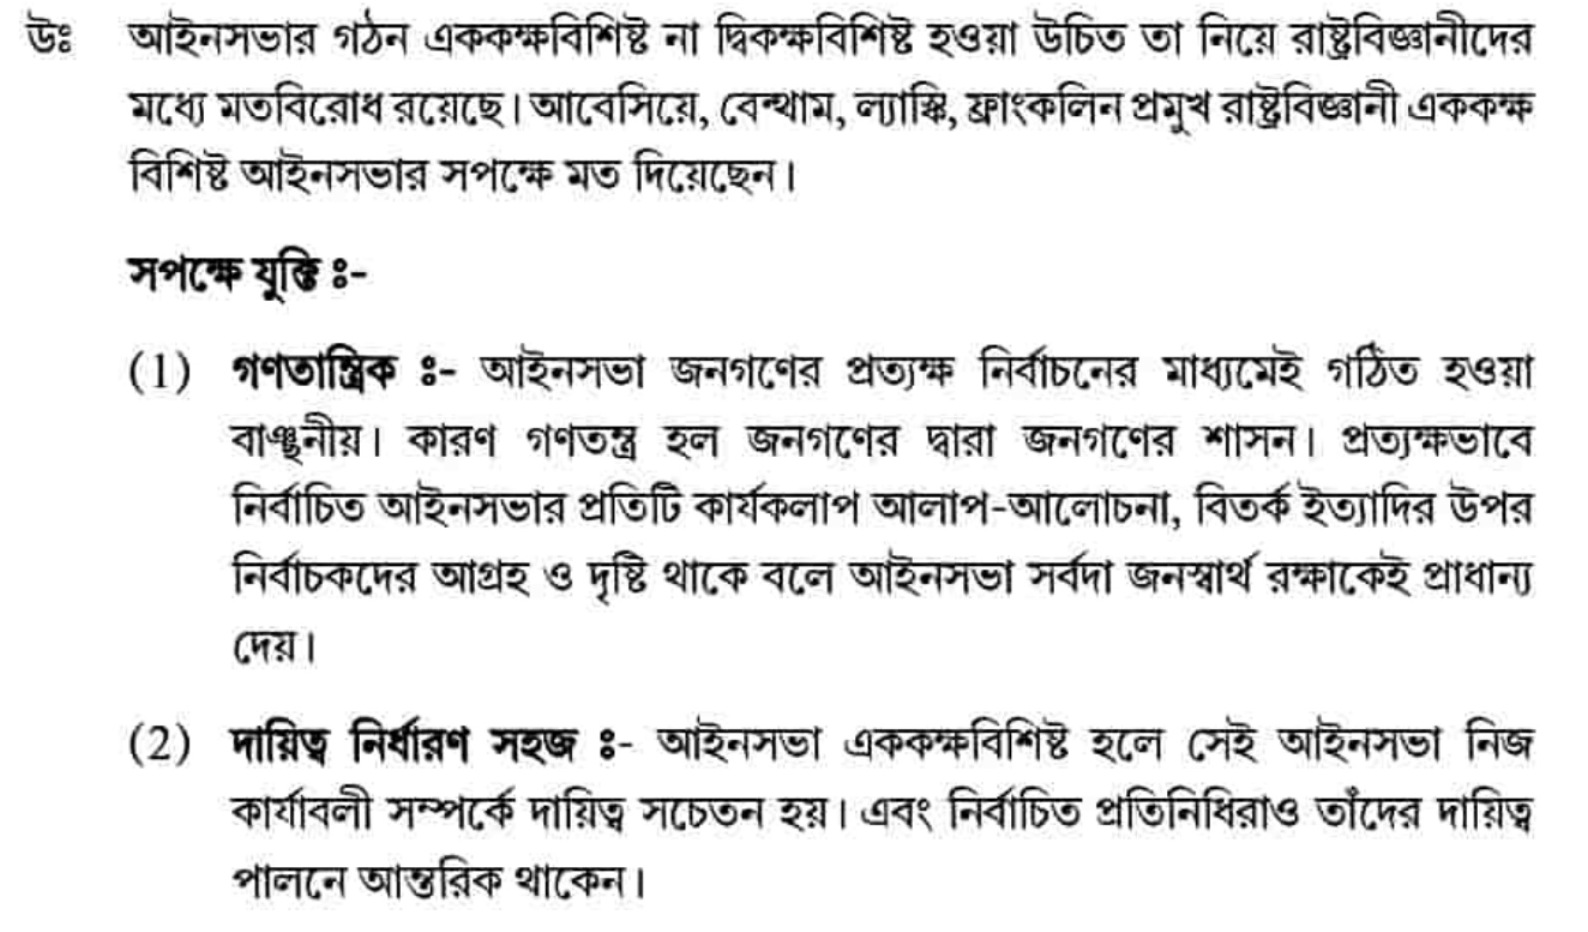 উঃ আইনসভার গঠন এককক্ষবিশিষ্ট না দ্বিকক্ষবিশিষ্ট হওয়া উচিত তা নিয়ে রাষ্ট্রবিজ্ঞানীদের
মধ্যে মতবিরোধ রয়েছে। আবেসিয়ে, বেন্থাম, ল্যাস্কি, ফ্রাংকলিন প্রমুখ রাষ্ট্রবিজ্ঞানী এককক্ষ
বিশিষ্ট আইনসভার সপক্ষে মত দিয়েছেন।
সপক্ষে যুক্তি ঃ-
(1) গণতান্ত্রিক ঃ- আইনসভা জনগণের প্রত্যক্ষ নির্বাচনের মাধ্যমেই গঠিত হওয়া
বাঞ্ছনীয়। কারণ গণতন্ত্র হল জনগণের দ্বারা জনগণের শাসন। প্রত্যক্ষভাবে
নির্বাচিত আইনসভার প্রতিটি কার্যকলাপ আলাপ-আলোচনা, বিতর্ক ইত্যাদির উপর
নির্বাচকদের আগ্রহ ও দৃষ্টি থাকে বলে আইনসভা সর্বদা জনস্বার্থ রক্ষাকেই প্রাধান্য
দেয়।
(2) দায়িত্ব নির্ধারণ সহজ ঃ- আইনসভা এককক্ষবিশিষ্ট হলে সেই আইনসভা নিজ
কার্যাবলী সম্পর্কে দায়িত্ব সচেতন হয়। এবং নির্বাচিত প্রতিনিধিরাও তাঁদের দায়িত্ব
পালনে আন্তরিক থাকেন।